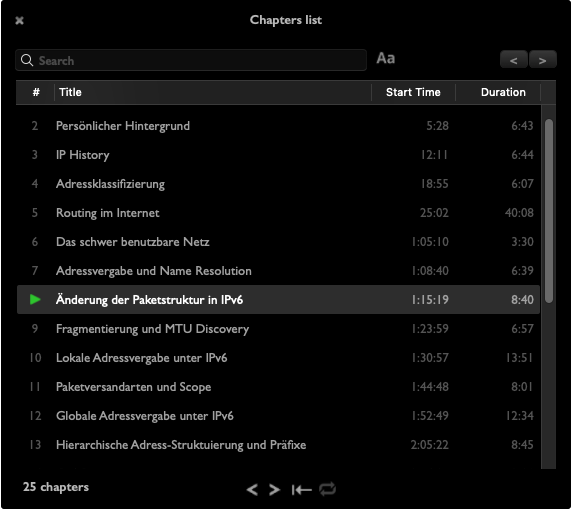 Chapters list
Search Aa < >
# Title Start Time Duration
2 Persönlicher Hintergrund 5:28 6:43
3 IP History 12:11 6:44
4 Adressklassifizierung 18:55 6:07
5 Routing im Internet 25:02 40:08
6 Das schwer benutzbare Netz 1:05:10 3:30
7 Adressvergabe und Name Resolution 1:08:40 6:39
Änderung der Paketstruktur in IPv6 1:15:19 8:40
9 Fragmentierung und MTU Discovery 1:23:59 6:57
10 Lokale Adressvergabe unter IPv6 1:30:57 13:51
11 Paketversandarten und Scope 1:44:48 8:01
12 Globale Adressvergabe unter IPv6 1:52:49 12:34
13 Hierarchische Adress-Struktuierung und Präfixe 2:05:22 8:45
25 chapters